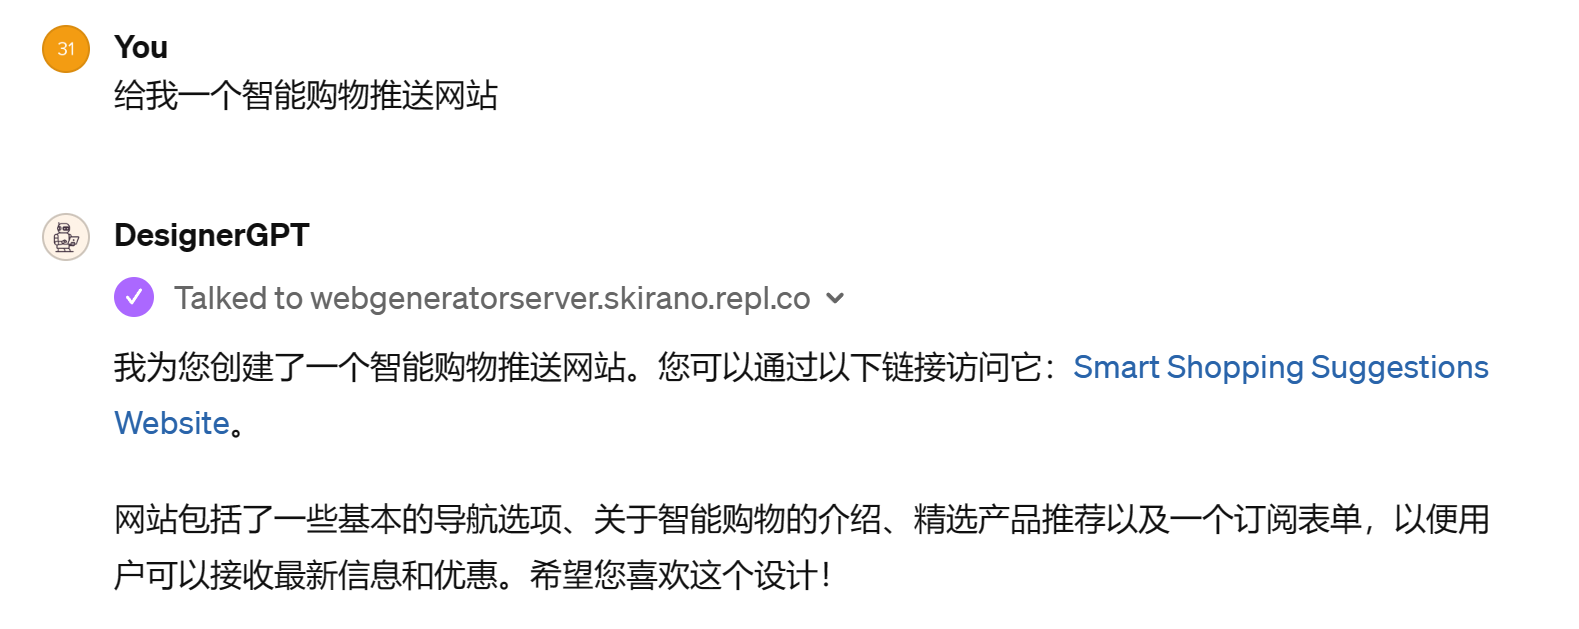 31
You
给我一个智能购物推送网站
DesignerGPT
Talked to webgeneratorserver.skirano.repl.co
我为您创建了一个智能购物推送网站。您可以通过以下链接访问它：Smart Shopping Suggestions
Website。
网站包括了一些基本的导航选项、关于智能购物的介绍、精选产品推荐以及一个订阅表单，以便用
户可以接收最新信息和优惠。希望您喜欢这个设计！